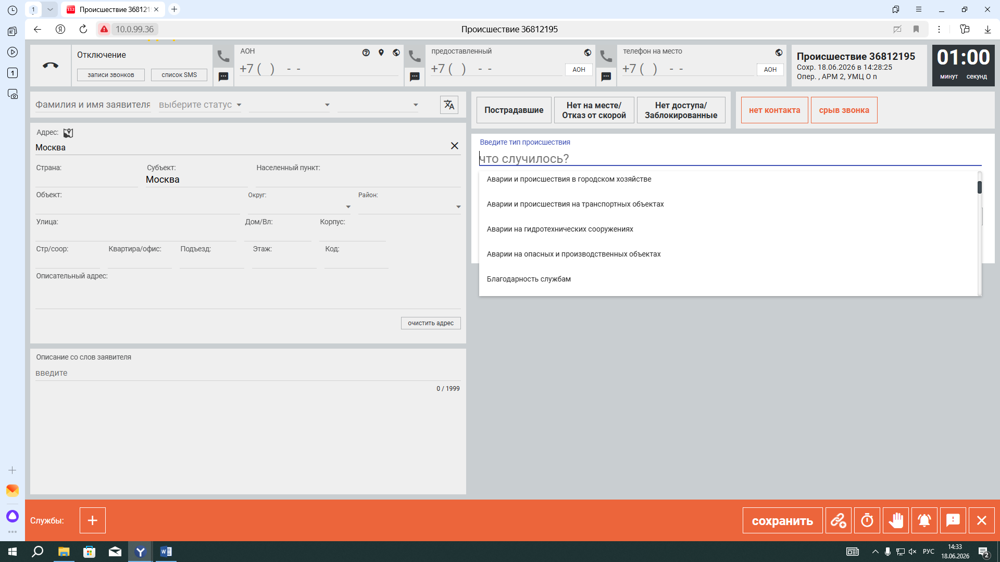 1
Происшествие 368121
10.0.99.36
Происшествие 36812195
Отключение
записи звонков
список SMS
АОН
+7 (   )    -  -
предоставленный
+7 (   )    -  -
АОН
телефон на место
+7 (   )    -  -
АОН
Происшествие 36812195
Сохр. 18.06.2026 в 14:28:25
Опер. , АРМ 2, УМЦ О п
01:00
минут
секунд
Фамилия и имя заявителя
выберите статус
Пострадавшие
Нет на месте/
Отказ от скорой
Нет доступа/
Заблокированные
нет контакта
срыв звонка
Адрес:
Москва
Страна:
Субъект:
Населенный пункт:
Москва
Объект:
Округ:
Район:
Улица:
Дом/Вл:
Корпус:
Стр/соор:
Квартира/офис:
Подъезд:
Этаж:
Код:
Описательный адрес:
очистить адрес
Описание со слов заявителя
введите
0 / 1999
Введите тип происшествия
что случилось?
Аварии и происшествия в городском хозяйстве
Аварии и происшествия на транспортных объектах
Аварии на гидротехнических сооружениях
Аварии на опасных и производственных объектах
Благодарность службам
Службы:
сохранить
РУС
14:33
18.06.2026
2